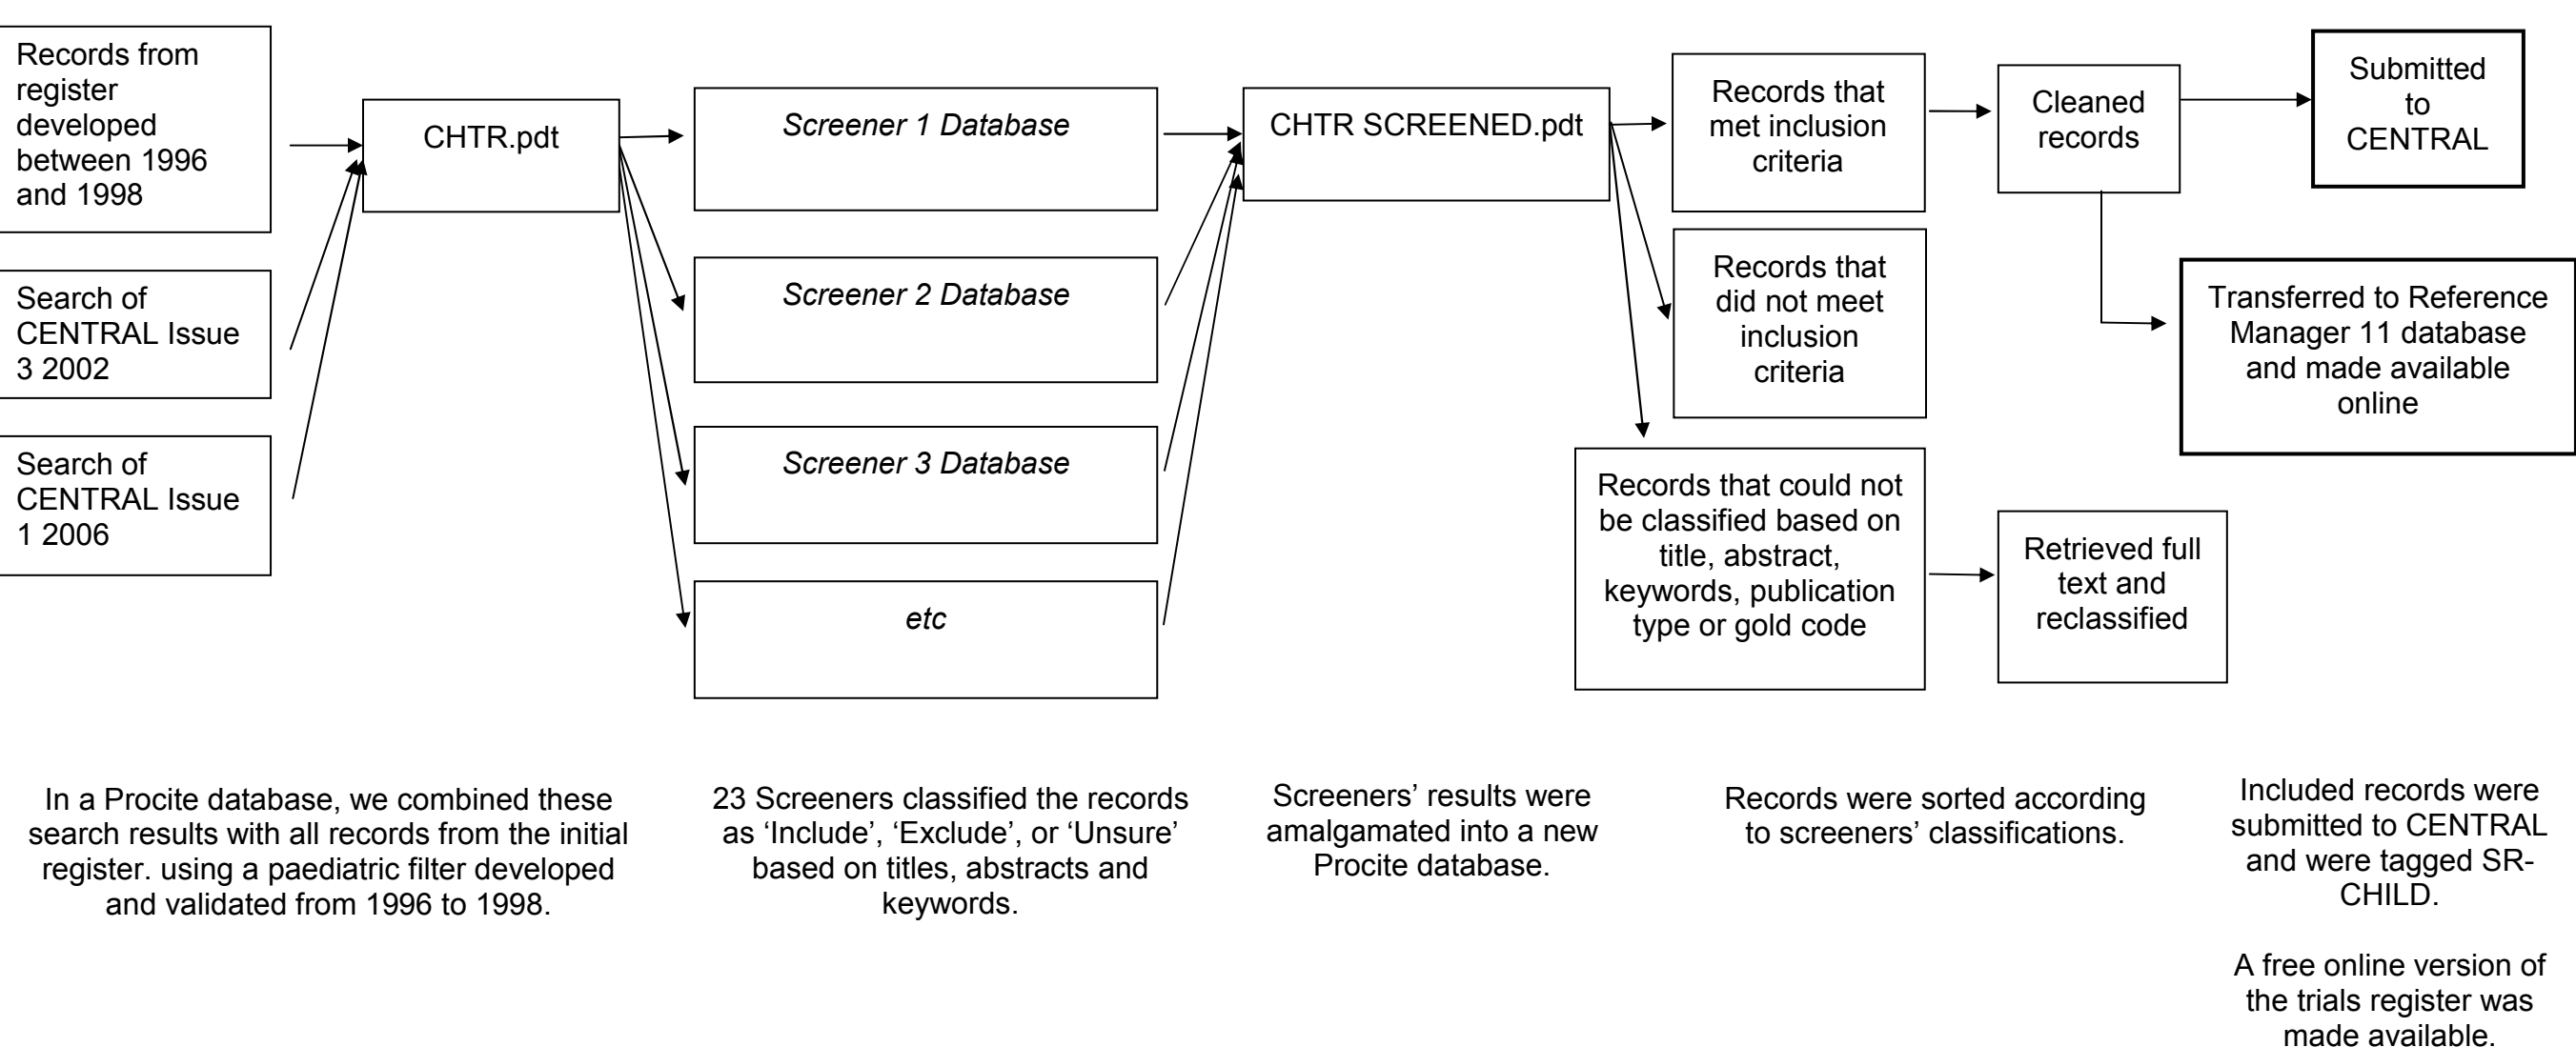 Records from
register
developed
between 1996
and 1998
Search of
CENTRAL Issue
3 2002
Search of
CENTRAL Issue
1 2006
CHTR.pdt
Screener 1 Database
Screener 2 Database
Screener 3 Database
etc
CHTR SCREENED.pdt
Records that
met inclusion
criteria
Records that
did not meet
inclusion
criteria
Records that could not
be classified based on
title, abstract,
keywords, publication
type or gold code
Cleaned
records
Retrieved full
text and
reclassified
Submitted
to
CENTRAL
Transferred to Reference
Manager 11 database
and made available
online
In a Procite database, we combined these
search results with all records from the initial
register. using a paediatric filter developed
and validated from 1996 to 1998.
23 Screeners classified the records
as ‘Include’, ‘Exclude’, or ‘Unsure’
based on titles, abstracts and
keywords.
Screeners’ results were
amalgamated into a new
Procite database.
Records were sorted according
to screeners’ classifications.
Included records were
submitted to CENTRAL
and were tagged SR-
CHILD.
A free online version of
the trials register was
made available.